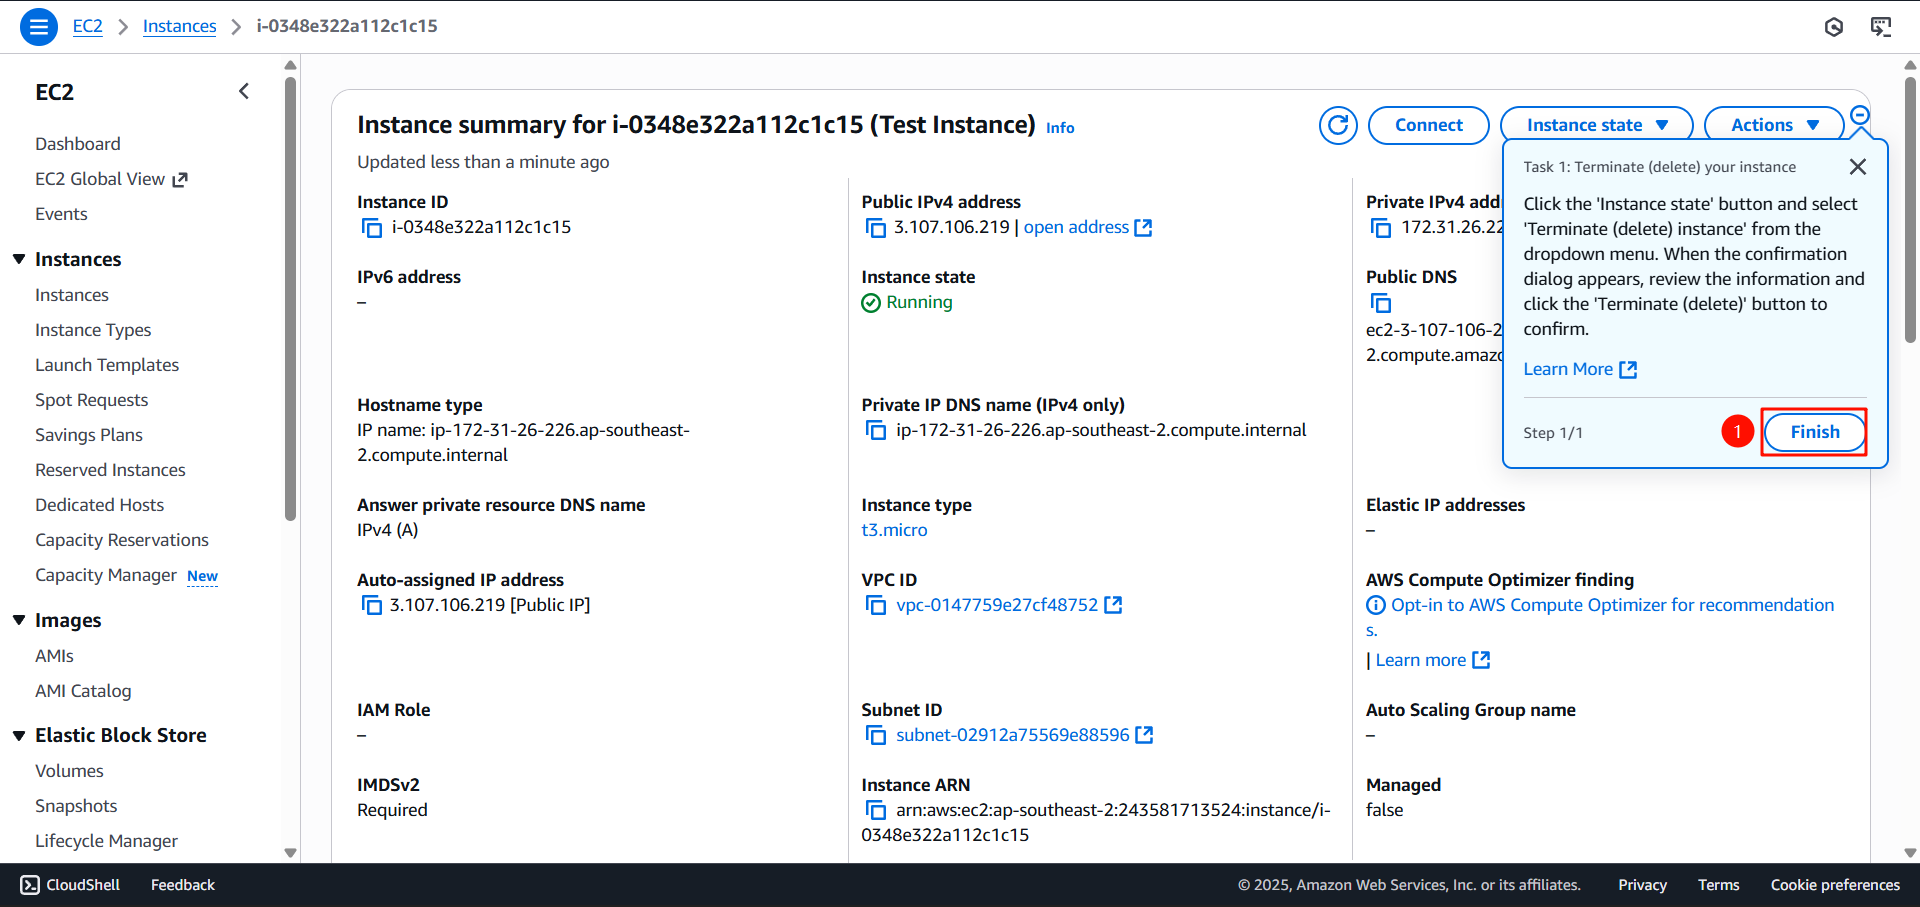 EC2 > Instances > i-0348e322a112c1c15
EC2
Dashboard
EC2 Global View
Events
Instances
Instances
Instance Types
Launch Templates
Spot Requests
Savings Plans
Reserved Instances
Dedicated Hosts
Capacity Reservations
Capacity Manager New
Images
AMIs
AMI Catalog
Elastic Block Store
Volumes
Snapshots
Lifecycle Manager
Instance summary for i-0348e322a112c1c15 (Test Instance) Info
Updated less than a minute ago
Connect
Instance state
Actions
Instance ID
i-0348e322a112c1c15
Public IPv4 address
3.107.106.219 | open address
Private IPv4 add
172.31.26.22
IPv6 address
–
Instance state
Running
Public DNS
ec2-3-107-106-2
2.compute.amazo
Hostname type
IP name: ip-172-31-26-226.ap-southeast-
2.compute.internal
Private IP DNS name (IPv4 only)
ip-172-31-26-226.ap-southeast-2.compute.internal
Answer private resource DNS name
IPv4 (A)
Instance type
t3.micro
Elastic IP addresses
–
Auto-assigned IP address
3.107.106.219 [Public IP]
VPC ID
vpc-0147759e27cf48752
AWS Compute Optimizer finding
Opt-in to AWS Compute Optimizer for recommendation
s.
| Learn more
IAM Role
–
Subnet ID
subnet-02912a75569e88596
Auto Scaling Group name
–
IMDSv2
Required
Instance ARN
arn:aws:ec2:ap-southeast-2:243581713524:instance/i-
0348e322a112c1c15
Managed
false
Task 1: Terminate (delete) your instance
Click the 'Instance state' button and select
'Terminate (delete) instance' from the
dropdown menu. When the confirmation
dialog appears, review the information and
click the 'Terminate (delete)' button to
confirm.
Learn More
Step 1/1
1
Finish
CloudShell
Feedback
© 2025, Amazon Web Services, Inc. or its affiliates.
Privacy
Terms
Cookie preferences